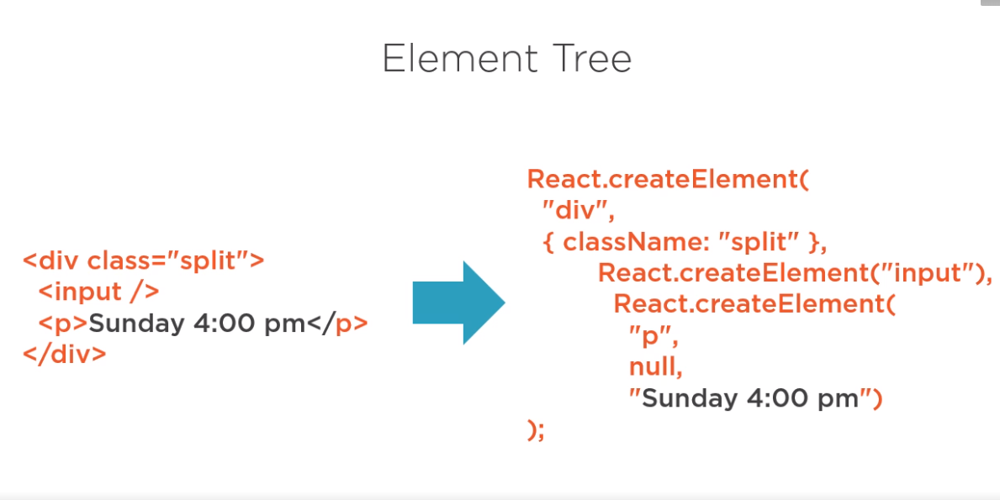 Element Tree
<div class="split">
<input />
<p>Sunday 4:00 pm</p>
</div>
React.createElement(
"div",
{ className: "split" },
React.createElement("input"),
React.createElement(
"p",
null,
"Sunday 4:00 pm")
);